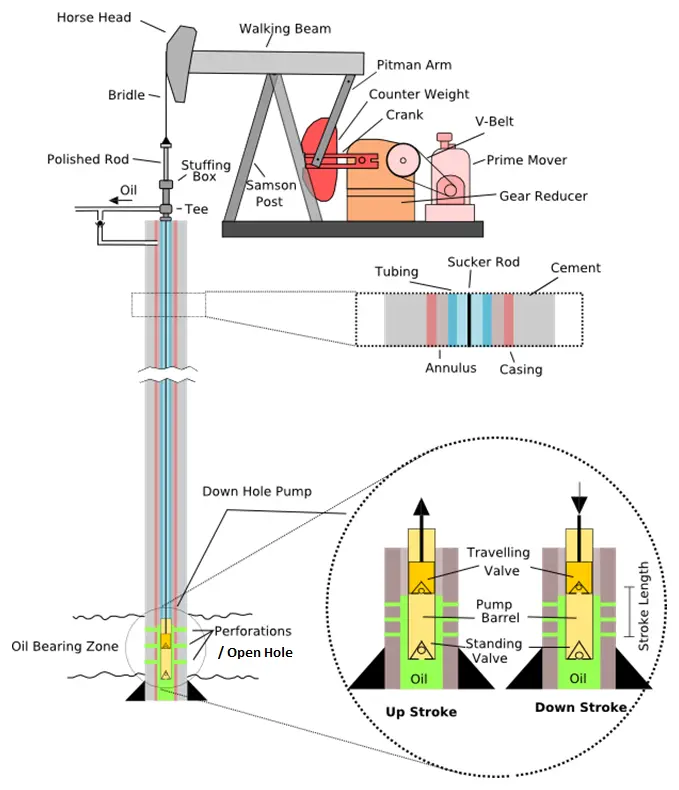 Horse Head
Walking Beam
Pitman Arm
Bridle
Counter Weight
Crank
V-Belt
Polished Rod
Stuffing
Box
Prime Mover
Oil
Samson
Post
Gear Reducer
Tee
Tubing
Sucker Rod
Cement
Annulus
Casing
Down Hole Pump
Oil Bearing Zone
Perforations
/ Open Hole
Travelling
Valve
Pump
Barrel
Standing
Valve
Stroke Length
Oil
Oil
Up Stroke
Down Stroke